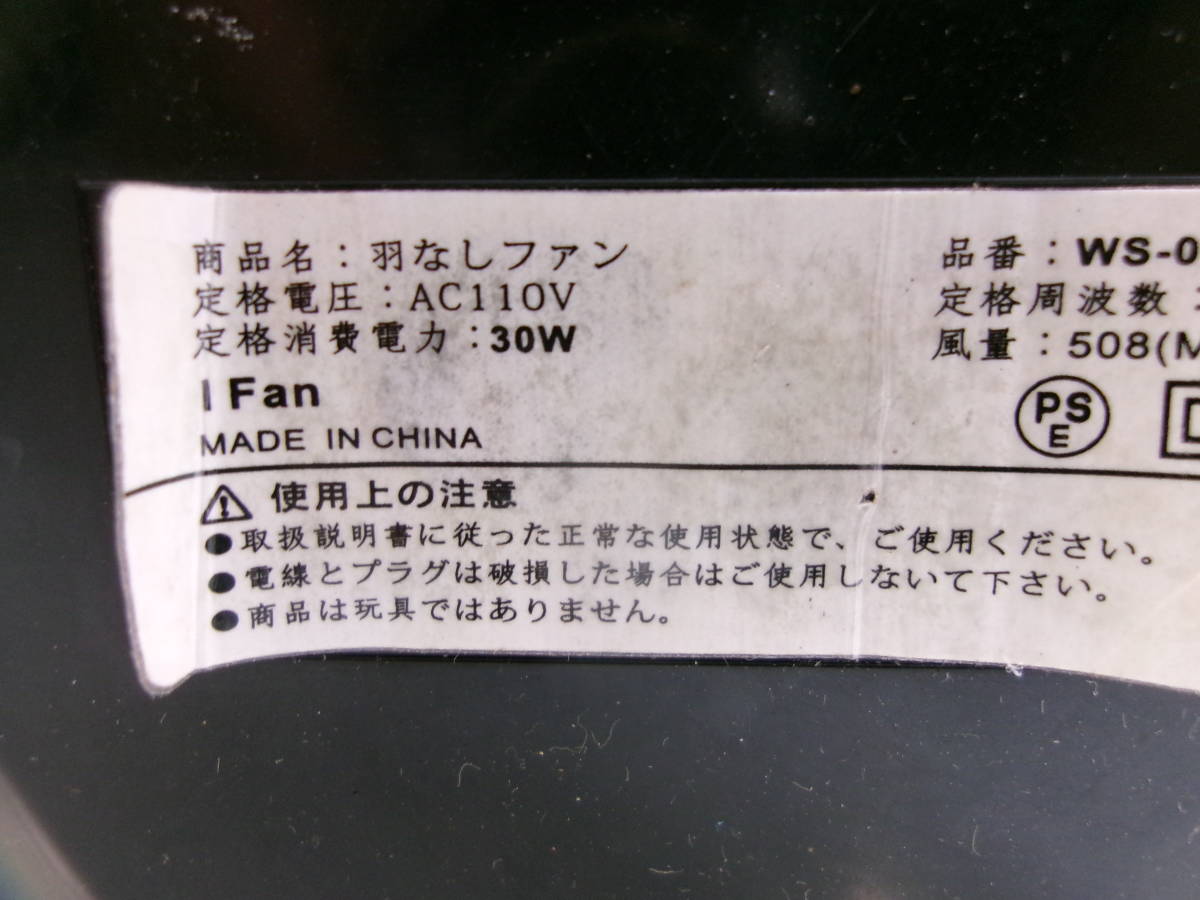 商品名：羽なしファン
定格電圧：AC110V
定格消費電力：30W
I Fan
MADE IN CHINA
品番：WS-0
定格周波数：
風量：508(M
PS
E
使用上の注意
●取扱説明書に従った正常な使用状態で、ご使用ください。
●電線とプラグは破損した場合はご使用しないて下さい。
●商品は玩具ではありません。